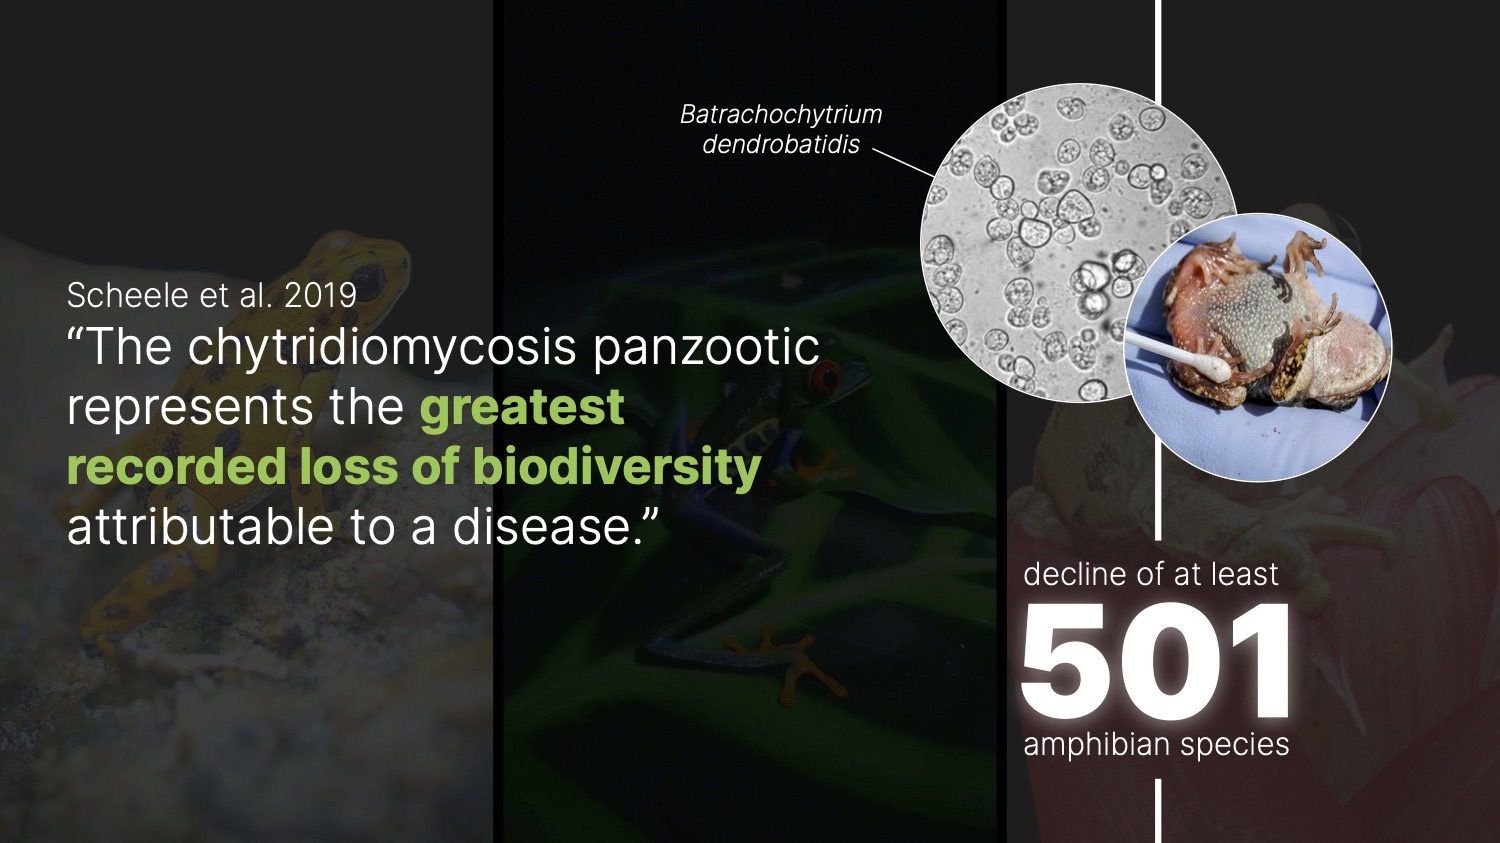 Batrachochytrium
dendrobatidis
Scheele et al. 2019
“The chytridiomycosis panzootic
represents the greatest
recorded loss of biodiversity
attributable to a disease.”
decline of at least
501
amphibian species